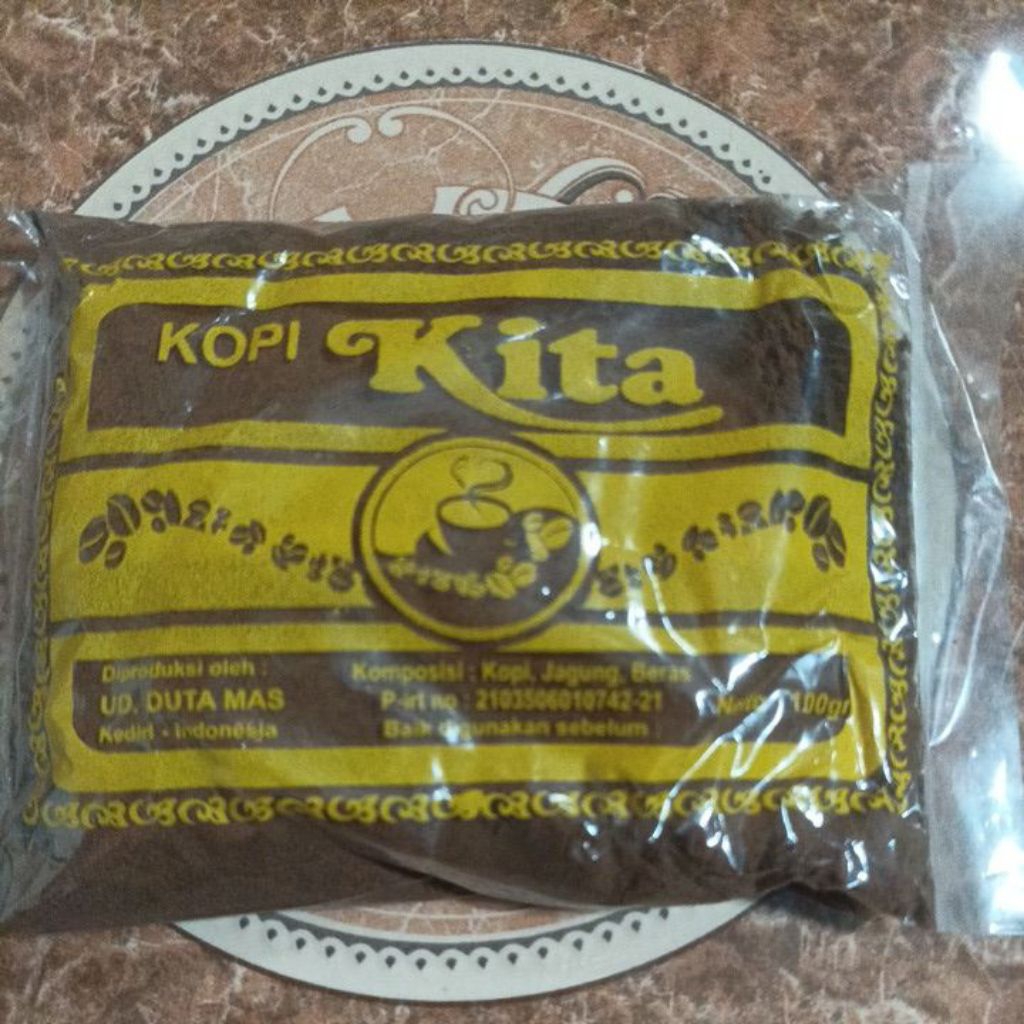 KOPI Kita
Diproduksi oleh :
UD. DUTA MAS
Kediri - Indonesia
Komposisi : Kopi, Jagung, Beras
P-irt no : 2103506010742-21
Baik digunakan sebelum :
100gr